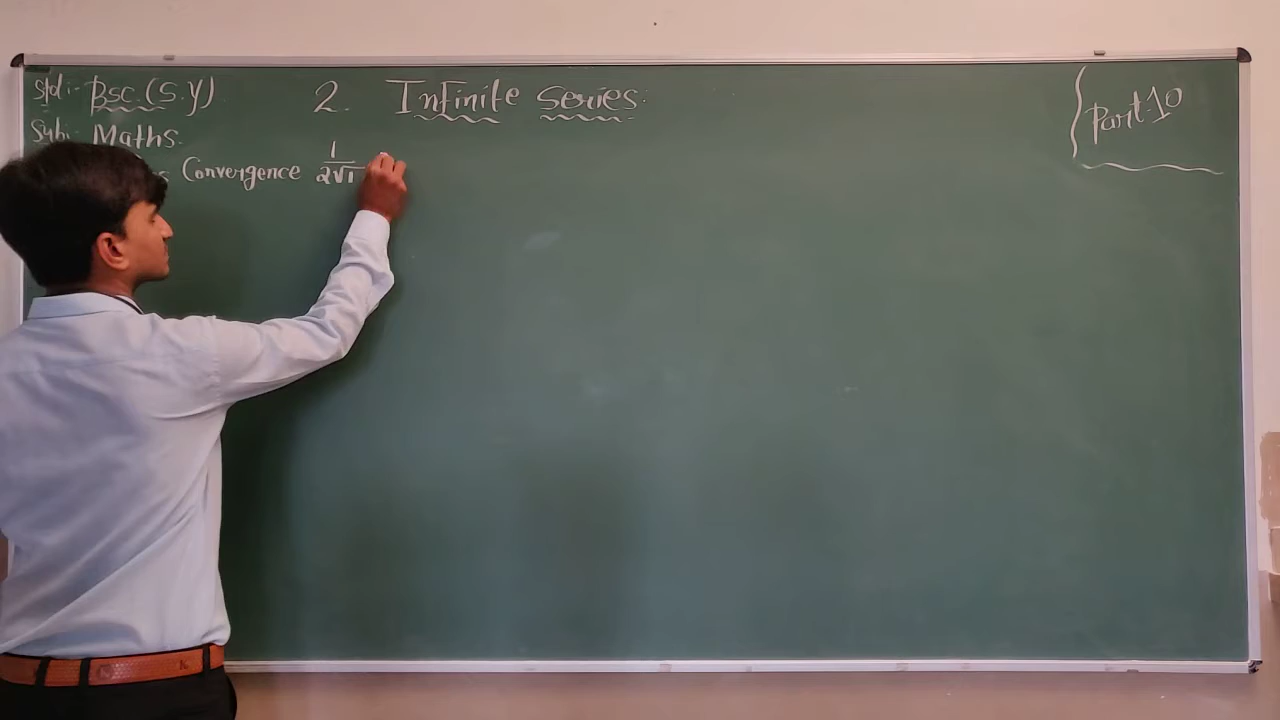 Std:- Bsc.(S.Y)
2. Infinite Series:
Part-10
Sub:- Maths.
Convergence 1/2√1